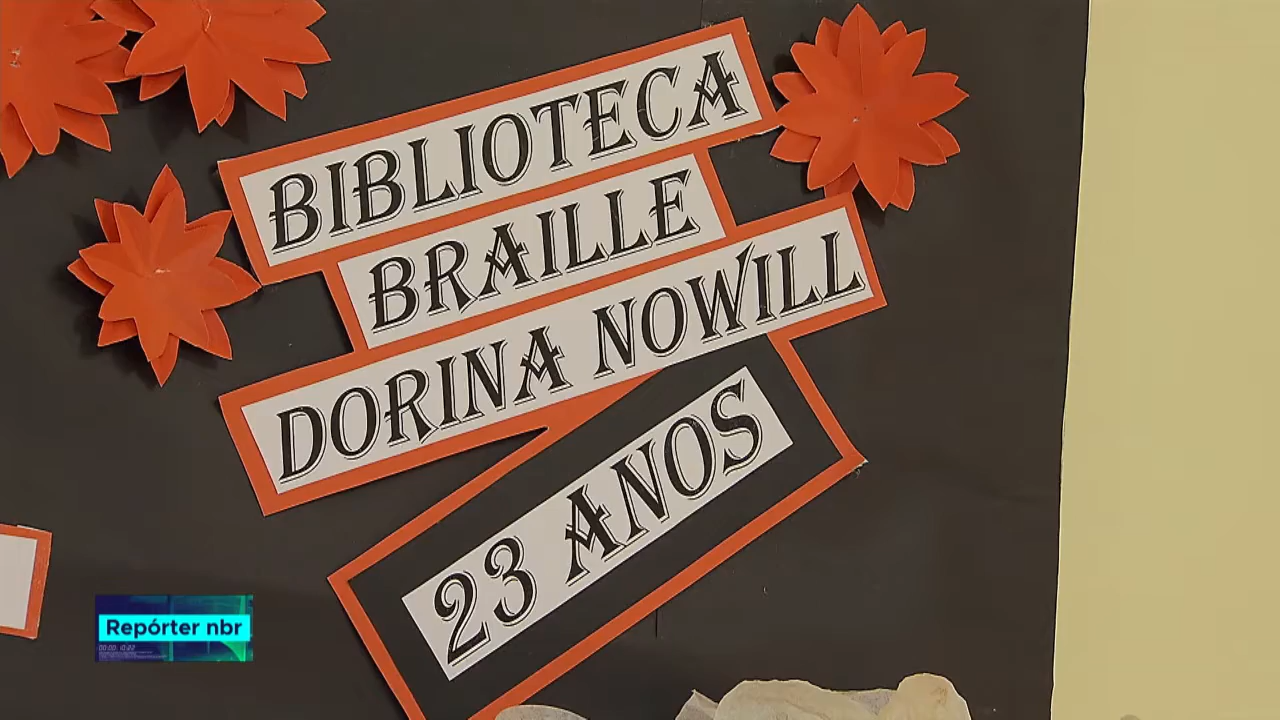 BIBLIOTECA
BRAILLE
DORINA NOWILL
23 ANOS
Repórter nbr